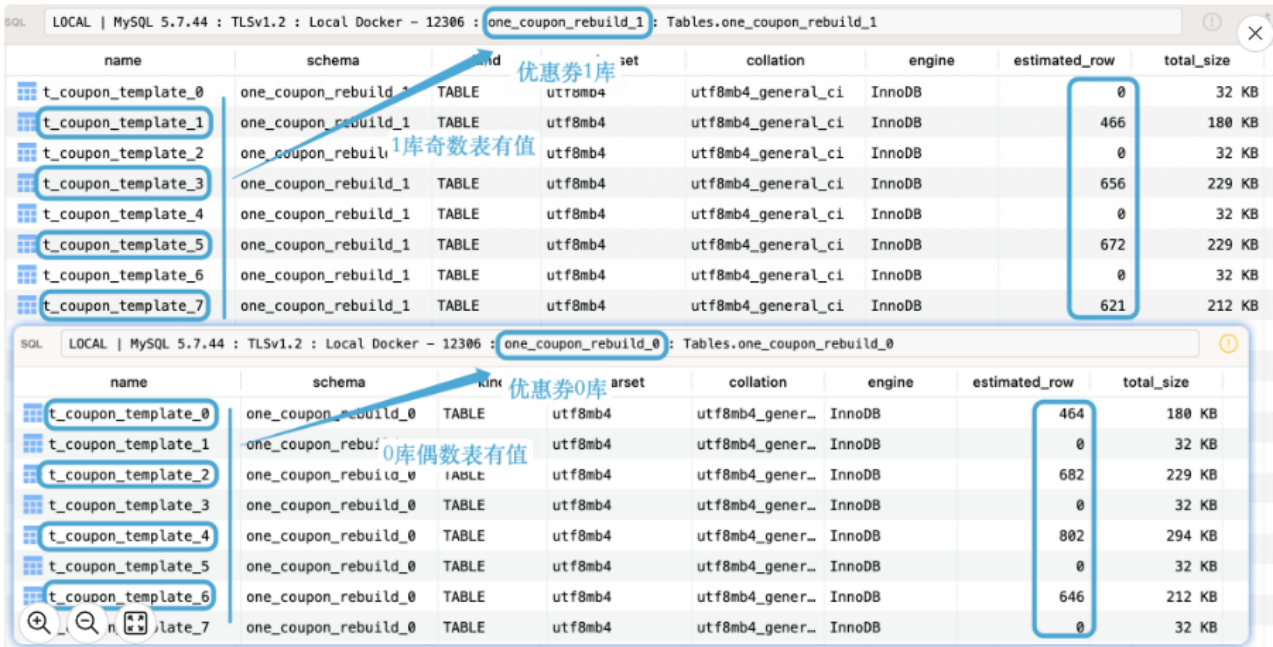 SQL LOCAL | MySQL 5.7.44 : TLSv1.2 : Local Docker - 12306 : one_coupon_rebuild_1 : Tables.one_coupon_rebuild_1
name schema kind set collation engine estimated_row total_size
优惠券1库
t_coupon_template_0 one_coupon_rebuild_1 TABLE utf8mb4 utf8mb4_general_ci InnoDB 0 32 KB
t_coupon_template_1 one_coupon_rebuild_1 TABLE utf8mb4 utf8mb4_general_ci InnoDB 466 180 KB
1库奇数表有值
t_coupon_template_2 one_coupon_rebuil TABLE utf8mb4 utf8mb4_general_ci InnoDB 0 32 KB
t_coupon_template_3 one_coupon_rebuild_1 TABLE utf8mb4 utf8mb4_general_ci InnoDB 656 229 KB
t_coupon_template_4 one_coupon_rebuild_1 TABLE utf8mb4 utf8mb4_general_ci InnoDB 0 32 KB
t_coupon_template_5 one_coupon_rebuild_1 TABLE utf8mb4 utf8mb4_general_ci InnoDB 672 229 KB
t_coupon_template_6 one_coupon_rebuild_1 TABLE utf8mb4 utf8mb4_general_ci InnoDB 0 32 KB
t_coupon_template_7 one_coupon_rebuild_1 TABLE utf8mb4 utf8mb4_general_ci InnoDB 621 212 KB
SQL LOCAL | MySQL 5.7.44 : TLSv1.2 : Local Docker - 12306 : one_coupon_rebuild_0 : Tables.one_coupon_rebuild_0
name schema kind arset collation engine estimated_row total_size
优惠券0库
t_coupon_template_0 one_coupon_rebuild_0 TABLE utf8mb4 utf8mb4_gener… InnoDB 464 180 KB
t_coupon_template_1 one_coupon_rebui TABLE utf8mb4 utf8mb4_gener… InnoDB 0 32 KB
0库偶数表有值
t_coupon_template_2 one_coupon_rebuild_0 TABLE utf8mb4 utf8mb4_gener… InnoDB 682 229 KB
t_coupon_template_3 one_coupon_rebuild_0 TABLE utf8mb4 utf8mb4_gener… InnoDB 0 32 KB
t_coupon_template_4 one_coupon_rebuild_0 TABLE utf8mb4 utf8mb4_gener… InnoDB 802 294 KB
t_coupon_template_5 one_coupon_rebuild_0 TABLE utf8mb4 utf8mb4_gener… InnoDB 0 32 KB
t_coupon_template_6 one_coupon_rebuild_0 TABLE utf8mb4 utf8mb4_gener… InnoDB 646 212 KB
late_7 one_coupon_rebuild_0 TABLE utf8mb4 utf8mb4_gener… InnoDB 0 32 KB